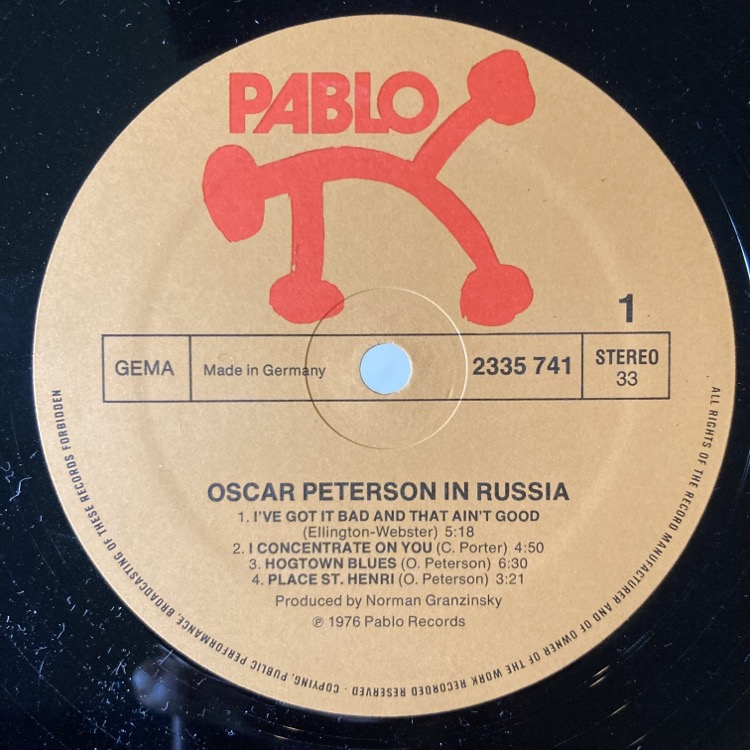 PABLO
1
GEMA
Made in Germany
2335 741
STEREO
33
OSCAR PETERSON IN RUSSIA
1. I'VE GOT IT BAD AND THAT AIN'T GOOD
(Ellington-Webster) 5:18
2. I CONCENTRATE ON YOU (C. Porter) 4:50
3. HOGTOWN BLUES (O. Peterson) 6:30
4. PLACE ST. HENRI (O. Peterson) 3:21
Produced by Norman Granzinsky
℗ 1976 Pablo Records
ALL RIGHTS OF THE RECORD MANUFACTURER AND OF OWNER OF THE WORK RECORDED RESERVED · COPYING, PUBLIC PERFORMANCE, BROADCASTING OF THESE RECORDS FORBIDDEN